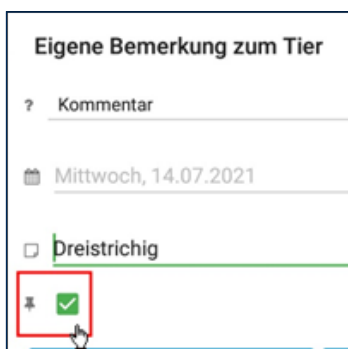 Eigene Bemerkung zum Tier
? Kommentar
Mittwoch, 14.07.2021
Dreistrichig